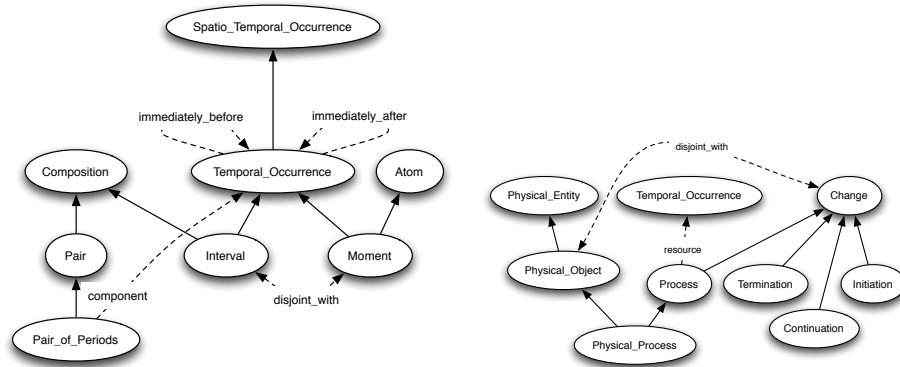 Spatio_Temporal_Occurrence
immediately_before
immediately_after
Composition
Temporal_Occurrence
Atom
Pair
Interval
Moment
component
disjoint_with
Pair_of_Periods
disjoint_with
Physical_Entity
Temporal_Occurrence
Change
resource
Physical_Object
Process
Termination
Initiation
Continuation
Physical_Process